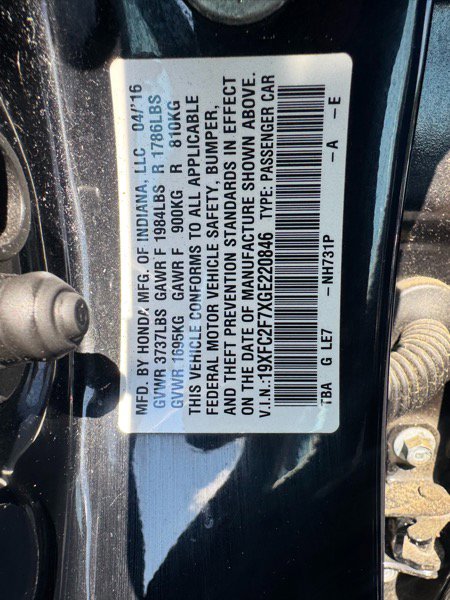 MFD. BY HONDA MFG. OF INDIANA, LLC 04/'16
GVWR 3737LBS GAWR F 1984LBS R 1786LBS
GVWR 1695KG GAWR F 900KG R 810KG
THIS VEHICLE CONFORMS TO ALL APPLICABLE
FEDERAL MOTOR VEHICLE SAFETY, BUMPER,
AND THEFT PREVENTION STANDARDS IN EFFECT
ON THE DATE OF MANUFACTURE SHOWN ABOVE.
V.I.N.:19XFC2F7XGE220846 TYPE: PASSENGER CAR
TBA G LE7 -NH731P -A -E